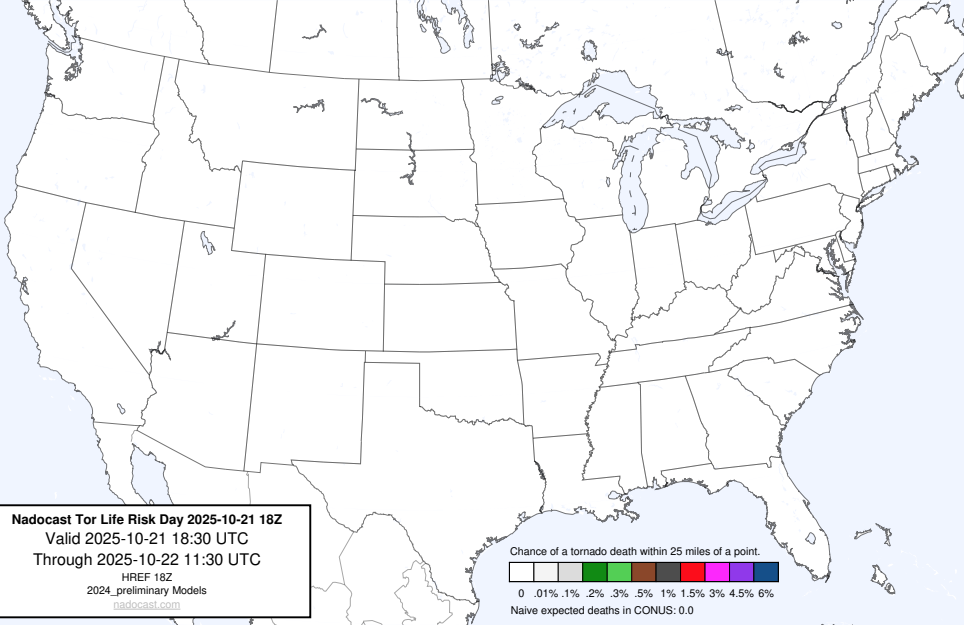 Nadocast Tor Life Risk Day 2025-10-21 18Z
Valid 2025-10-21 18:30 UTC
Through 2025-10-22 11:30 UTC
HREF 18Z
2024_preliminary Models
nadocast.com
Chance of a tornado death within 25 miles of a point.
0 .01% .1% .2% .3% .5% 1% 1.5% 3% 4.5% 6%
Naive expected deaths in CONUS: 0.0